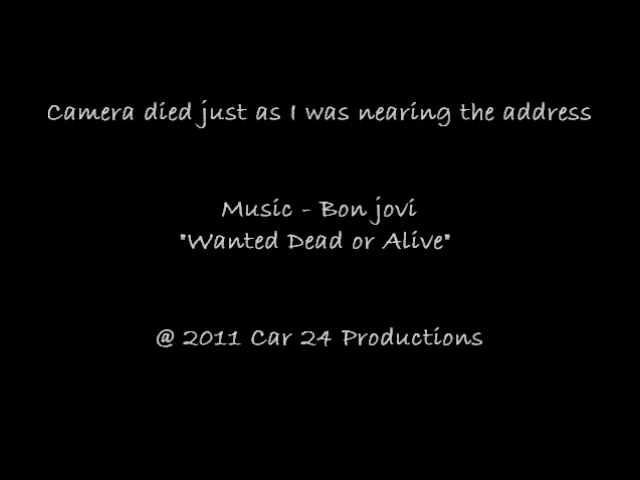 Camera died just as I was nearing the address
Music - Bon jovi
"Wanted Dead or Alive"
@ 2011 Car 24 Productions